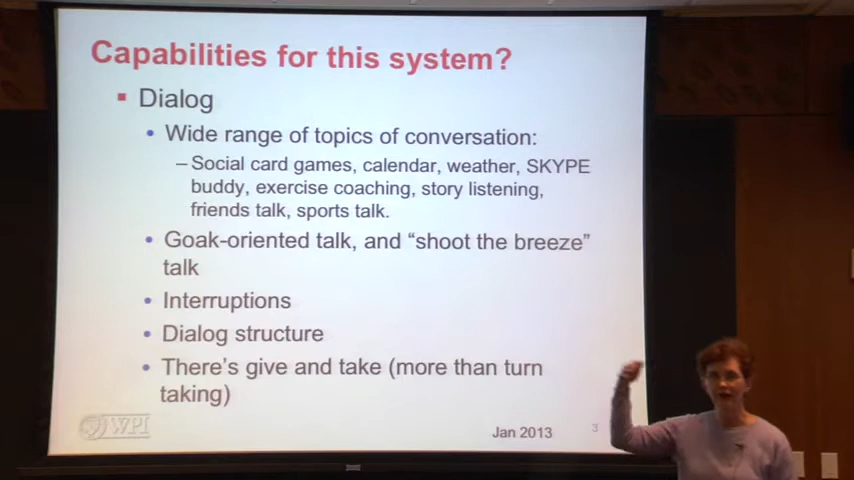 Capabilities for this system?
Dialog
Wide range of topics of conversation:
–Social card games, calendar, weather, SKYPE
buddy, exercise coaching, story listening,
friends talk, sports talk.
Goak-oriented talk, and “shoot the breeze”
talk
Interruptions
Dialog structure
There’s give and take (more than turn
taking)
WPI
Jan 2013
3